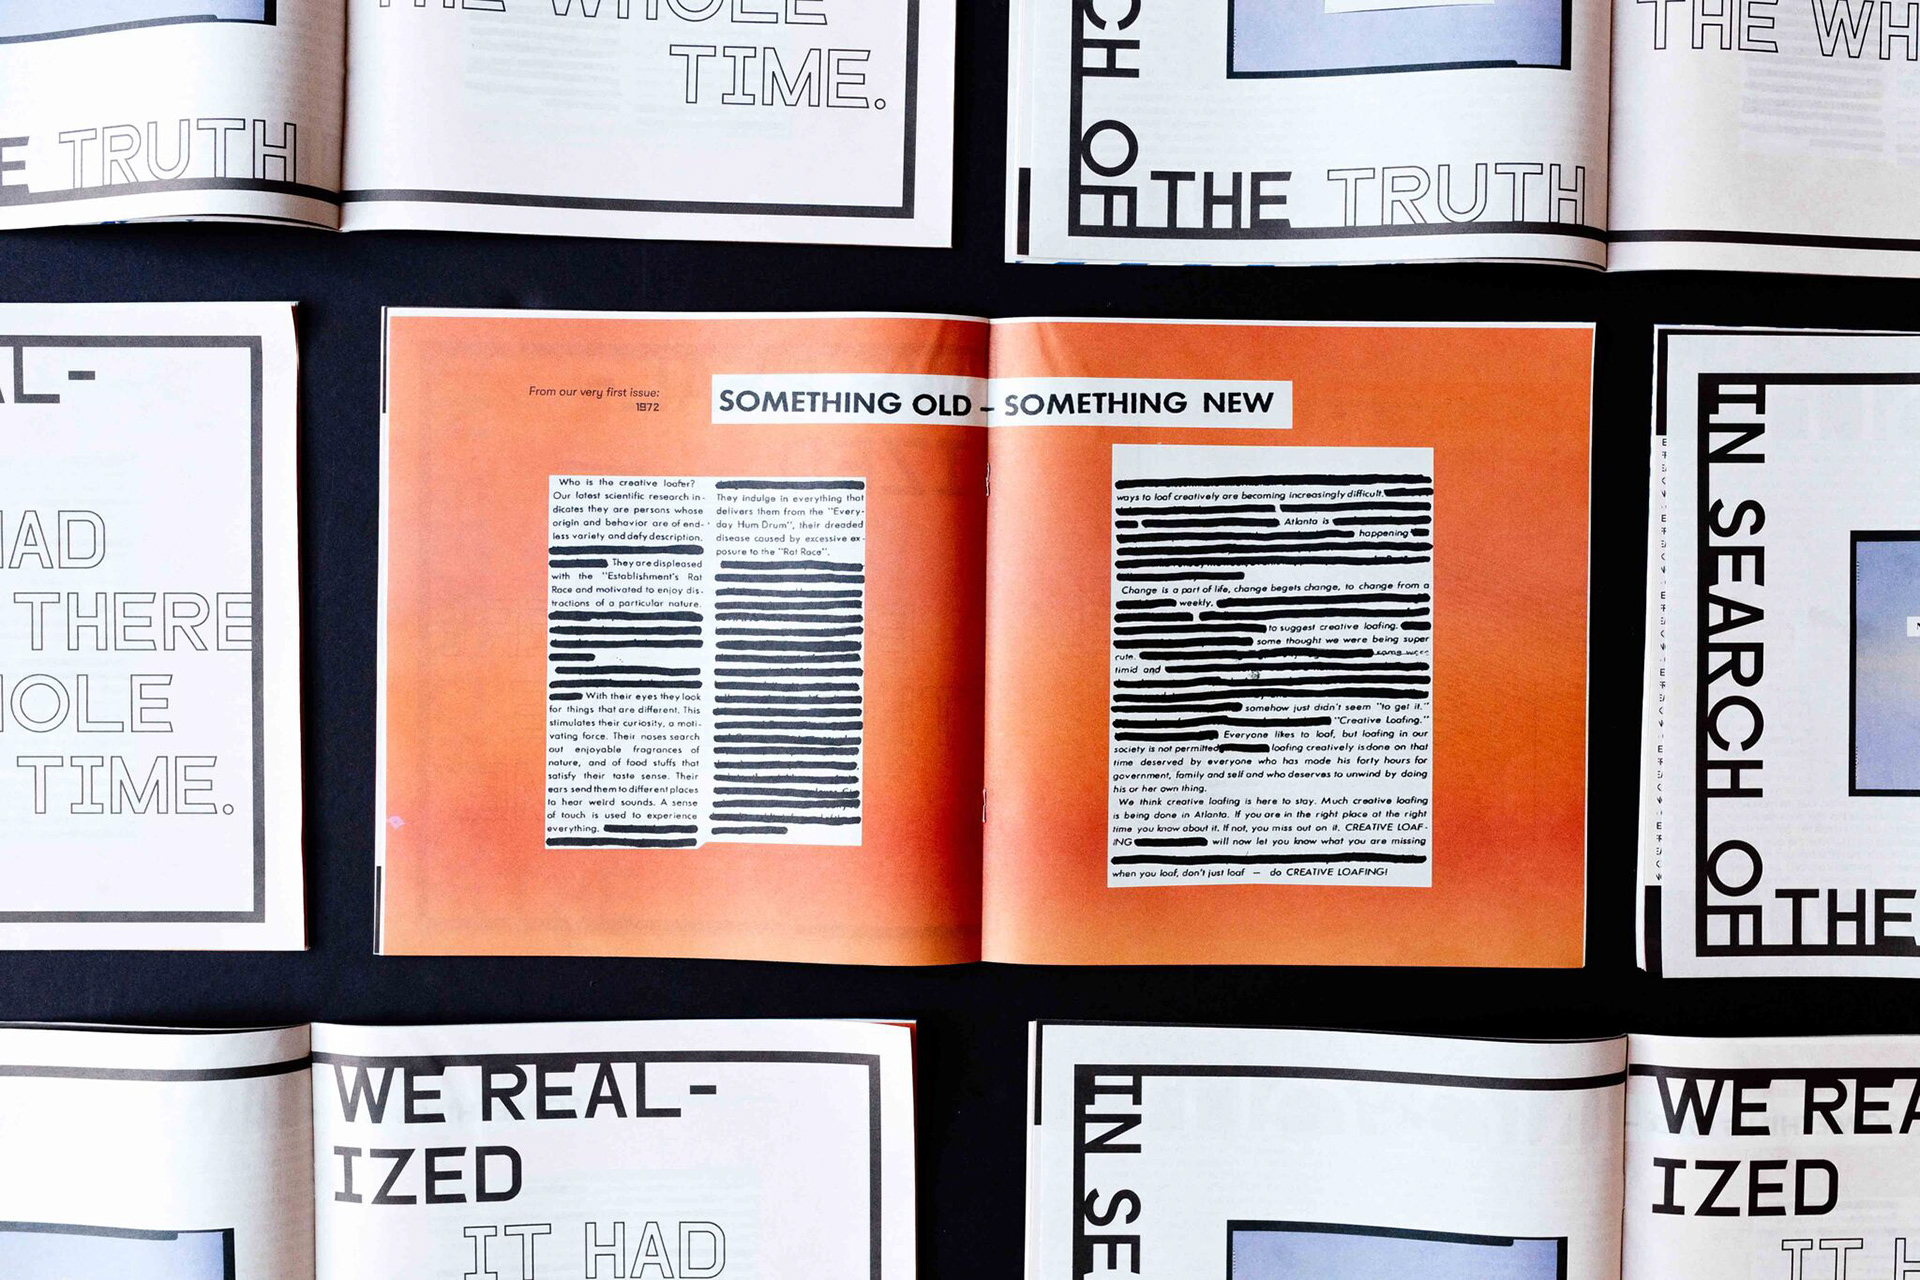 THE WHOLE
TIME.
E TRUTH
CH OF
THE TRUTH
THE WH
AL-
HAD
THERE
HOLE
TIME.
From our very first issue:
1972
SOMETHING OLD – SOMETHING NEW
Who is the creative loafer?
Our latest scientific research in-
dicates they are persons whose
origin and behavior are of end-
less variety and defy description.
They are displeased
with the "Establishment's Rat
Race and motivated to enjoy dis-
tractions of a particular nature.
With their eyes they look
for things that are different. This
stimulates their curiosity, a moti-
vating force. Their noses search
out enjoyable fragrances of
nature, and of food stuffs that
satisfy their taste sense. Their
ears send them to different places
to hear weird sounds. A sense
of touch is used to experience
everything.
They indulge in everything that
delivers them from the "Every-
day Hum Drum", their dreaded
disease caused by excessive ex-
posure to the "Rat Race".
ways to loaf creatively are becoming increasingly difficult.
Atlanta is
happening
Change is a part of life, change begets change, to change from a
weekly,
to suggest creative loafing.
some thought we were being super
rute.
timid and
somehow just didn't seem "to get it."
"Creative Loafing."
Everyone likes to loaf, but loafing in our
society is not permitted loafing creatively is done on that
time deserved by everyone who has made his forty hours for
government, family and self and who deserves to unwind by doing
his or her own thing.
We think creative loafing is here to stay. Much creative loafing
is being done in Atlanta. If you are in the right place at the right
time you know about it. If not, you miss out on it. CREATIVE LOAF-
ING will now let you know what you are missing
when you loaf, don't just loaf — do CREATIVE LOAFING!
IN SEARCH OF
THE
WE REAL-
IZED
IT HAD
IN SE
WE REA
IZED
IT H